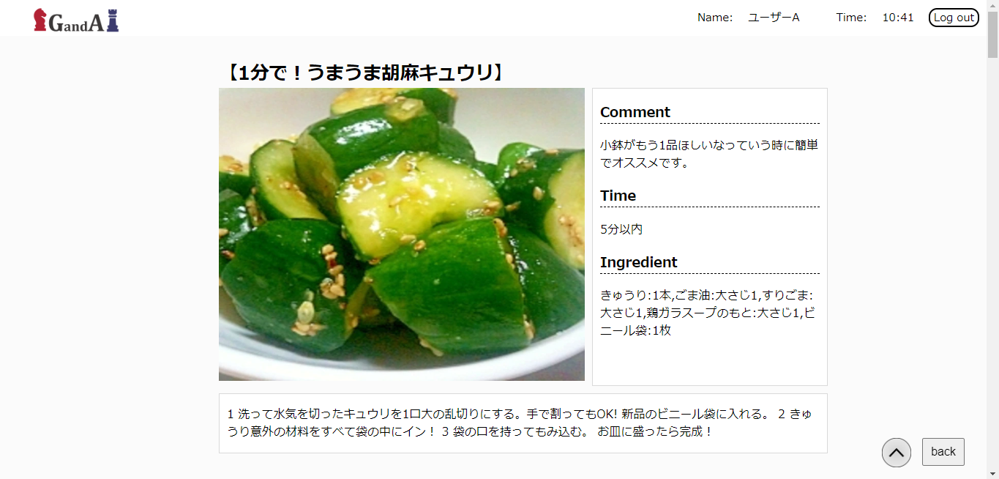 GandA
Name: ユーザーA Time: 10:41 Log out
【1分で！うまうま胡麻キュウリ】
Comment
小鉢がもう1品ほしいなっていう時に簡単
でオススメです。
Time
5分以内
Ingredient
きゅうり:1本,ごま油:大さじ1,すりごま:
大さじ1,鶏ガラスープのもと:大さじ1,ビ
ニール袋:1枚
1 洗って水気を切ったキュウリを1口大の乱切りにする。手で割ってもOK! 新品のビニール袋に入れる。 2 きゅ
うり意外の材料をすべて袋の中にイン！ 3 袋の口を持ってもみ込む。 お皿に盛ったら完成！
back